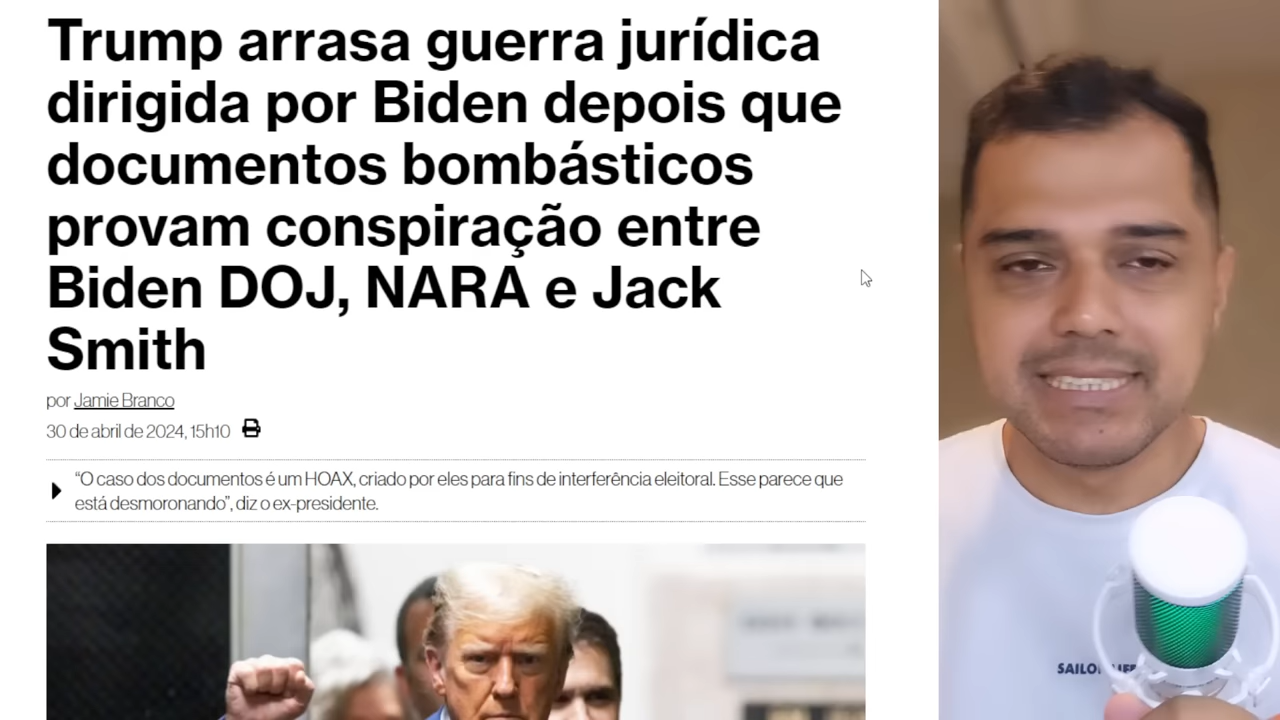 Trump arrasa guerra jurídica
dirigida por Biden depois que
documentos bombásticos
provam conspiração entre
Biden DOJ, NARA e Jack
Smith
por Jamie Branco
30 de abril de 2024, 15h10
“O caso dos documentos é um HOAX, criado por eles para fins de interferência eleitoral. Esse parece que
está desmoronando”, diz o ex-presidente.
SAILOR